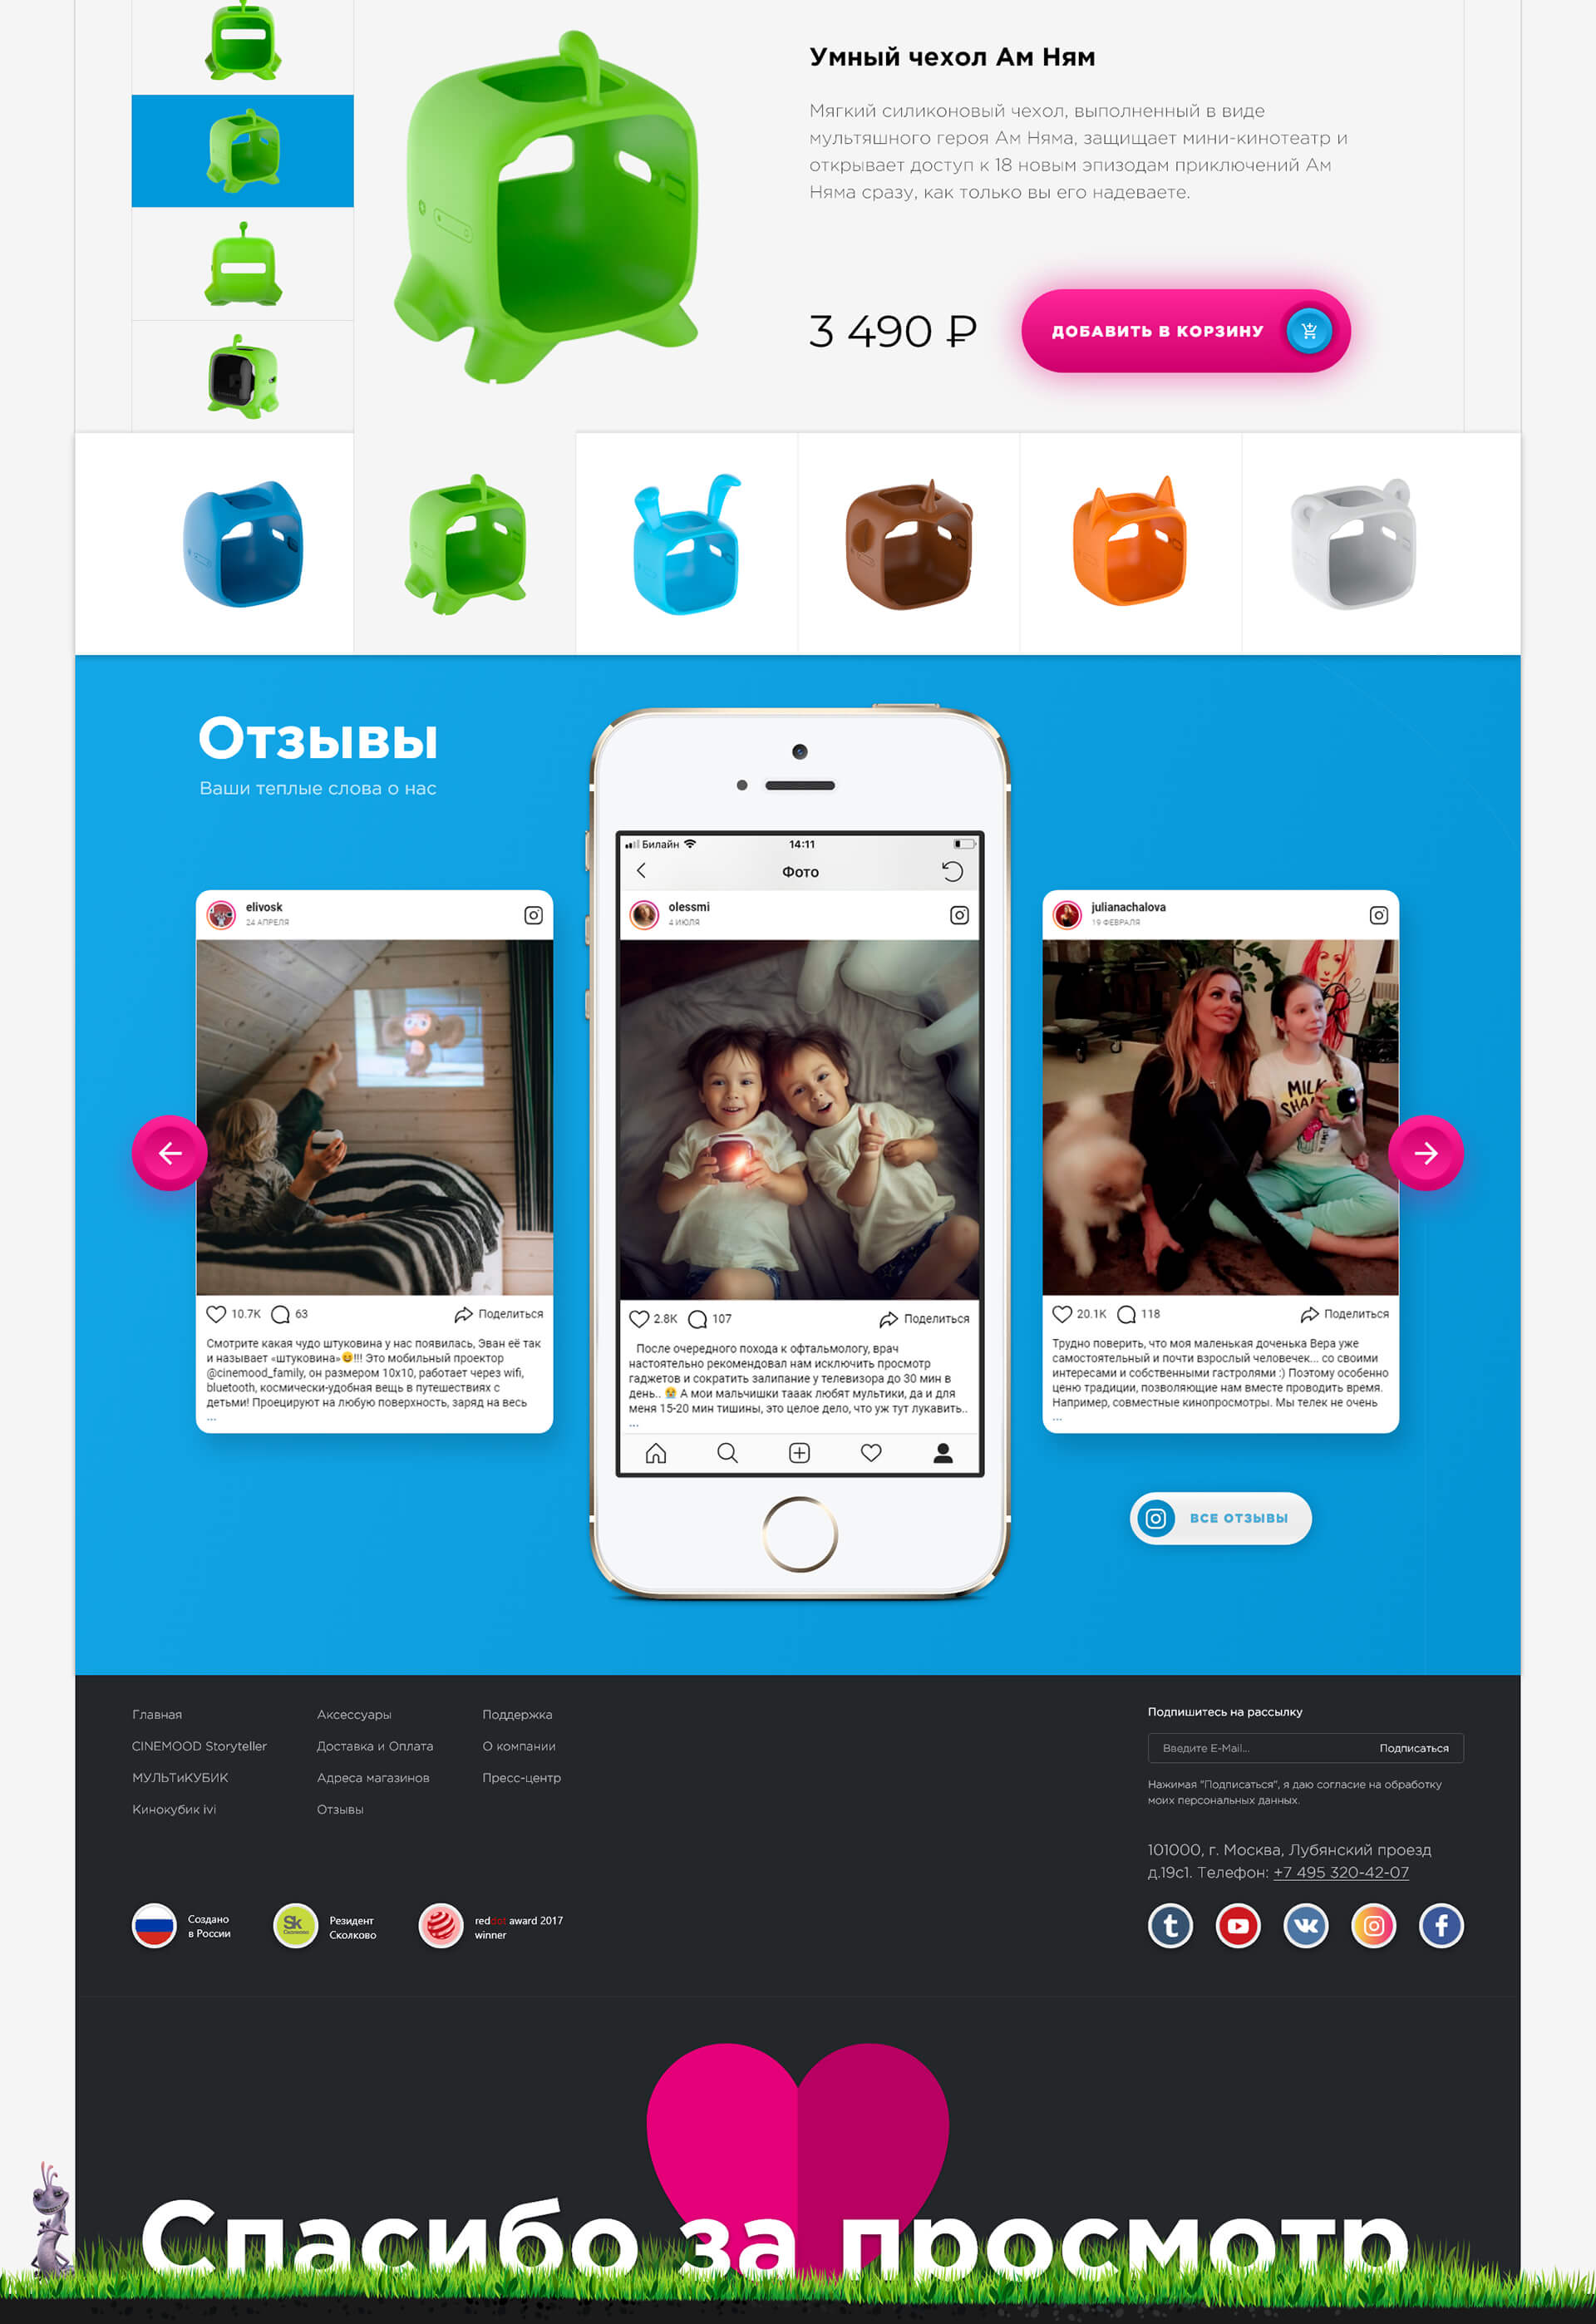 Умный чехол Ам Ням
Мягкий силиконовый чехол, выполненный в виде
мультяшного героя Ам Няма, защищает мини-кинотеатр и
открывает доступ к 18 новым эпизодам приключений Ам
Няма сразу, как только вы его надеваете.
3 490 ₽
ДОБАВИТЬ В КОРЗИНУ
Отзывы
Ваши теплые слова о нас
elivosk
24 АПРЕЛЯ
10.7K 63 Поделиться
Смотрите какая чудо штуковина у нас появилась, Эван её так
и называет «штуковина»😆!!! Это мобильный проектор
@cinemood_family, он размером 10x10, работает через wifi,
bluetooth, космически-удобная вещь в путешествиях с
детьми! Проецируют на любую поверхность, заряд на весь
...
Билайн 14:11
Фото
olessmi
4 ИЮЛЯ
2.8K 107 Поделиться
После очередного похода к офтальмологу, врач
настоятельно рекомендовал нам исключить просмотр
гаджетов и сократить залипание у телевизора до 30 мин в
день.. 😭 А мои мальчишки тааак любят мультики, да и для
меня 15-20 мин тишины, это целое дело, что уж тут лукавить..
...
julianachalova
19 ФЕВРАЛЯ
MILK
SHA
20.1K 118 Поделиться
Трудно поверить, что моя маленькая доченька Вера уже
самостоятельный и почти взрослый человечек... со своими
интересами и собственными гастролями :) Поэтому особенно
ценю традиции, позволяющие нам вместе проводить время.
Например, совместные кинопросмотры. Мы телек не очень
...
ВСЕ ОТЗЫВЫ
Главная
CINEMOOD Storyteller
МУЛЬТиКУБИК
Кинокубик ivi
Аксессуары
Доставка и Оплата
Адреса магазинов
Отзывы
Поддержка
О компании
Пресс-центр
Подпишитесь на рассылку
Введите E-Mail... Подписаться
Нажимая "Подписаться", я даю согласие на обработку
моих персональных данных.
101000, г. Москва, Лубянский проезд
д.19с1. Телефон: +7 495 320-42-07
Создано
в России
Sk
Резидент
Сколково
reddot award 2017
winner
Спасибо за просмотр